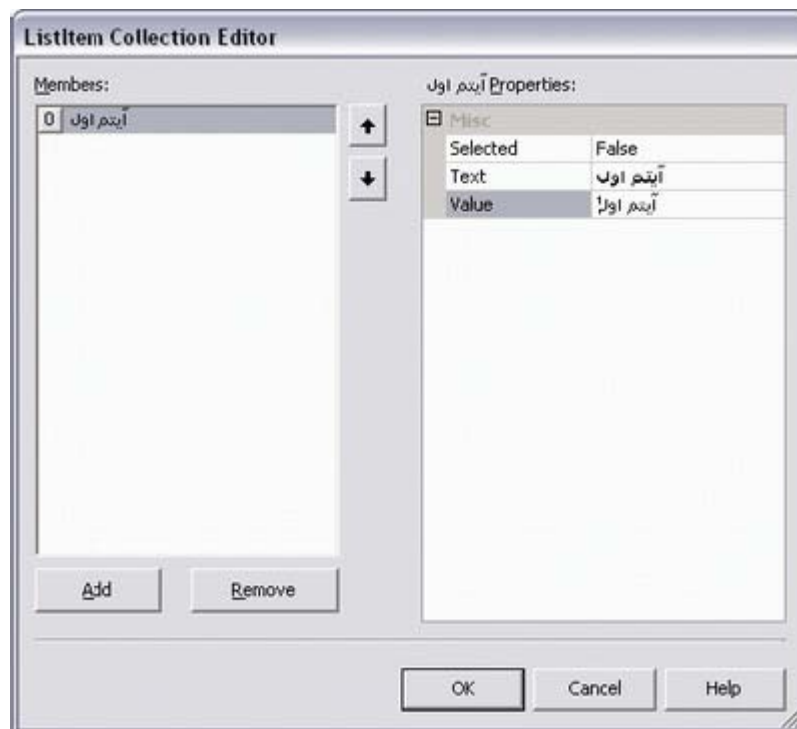 ListItem Collection Editor
Members:
0 آیتم اول
آیتم اول Properties:
Misc
Selected False
Text آیتم اول
Value آیتم اول1
Add Remove
OK Cancel Help